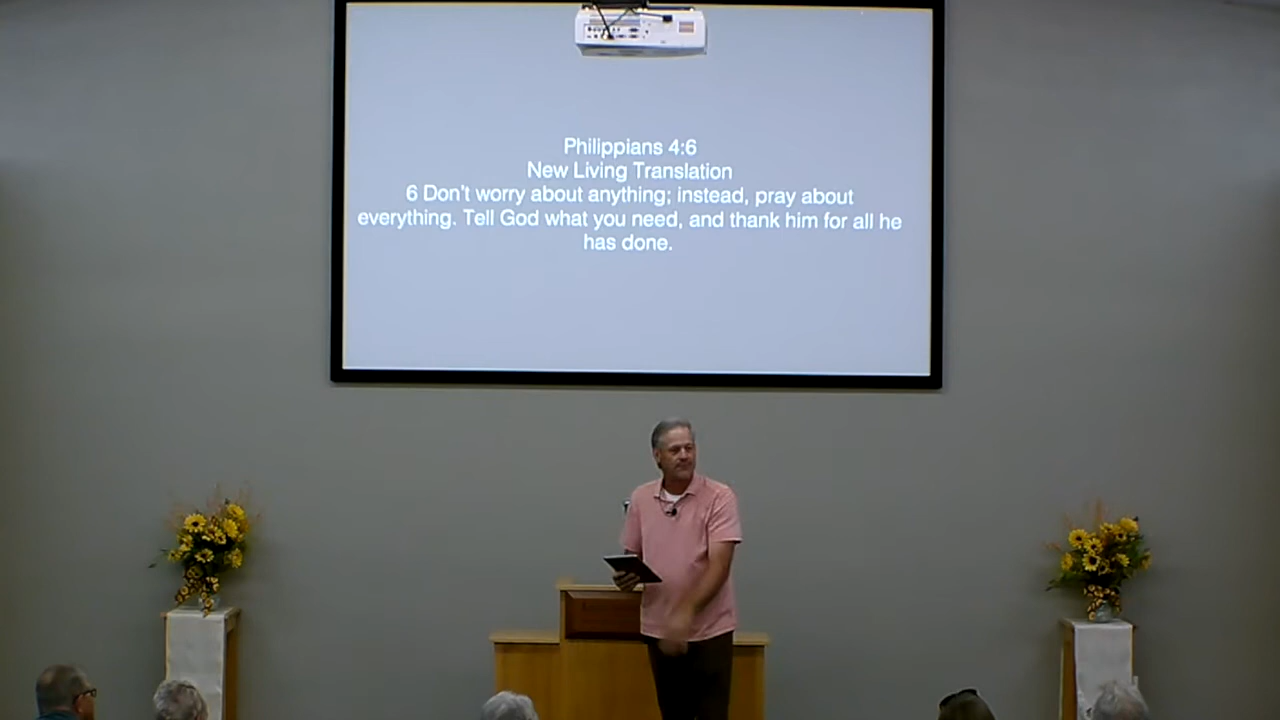 Philippians 4:6
New Living Translation
6 Don't worry about anything; instead, pray about
everything. Tell God what you need, and thank him for all he
has done.